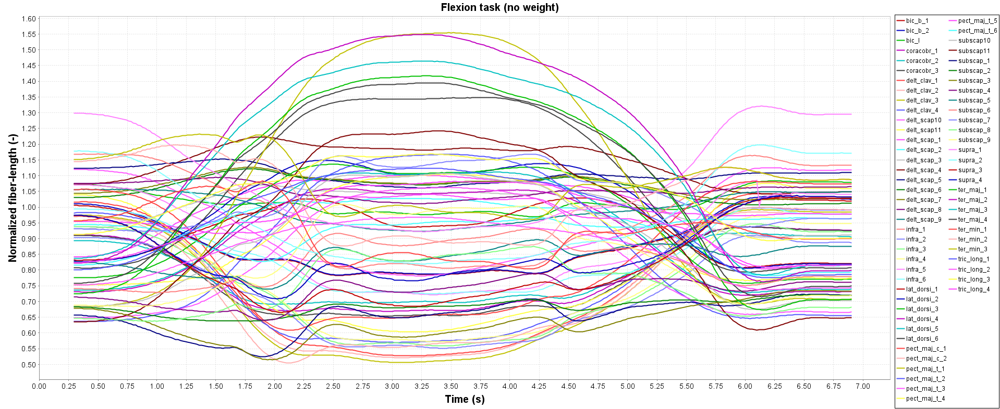 Flexion task (no weight)
Normalized fiber-length (-)
1.60
1.55
1.50
1.45
1.40
1.35
1.30
1.25
1.20
1.15
1.10
1.05
1.00
0.95
0.90
0.85
0.80
0.75
0.70
0.65
0.60
0.55
0.50
0.00 0.25 0.50 0.75 1.00 1.25 1.50 1.75 2.00 2.25 2.50 2.75 3.00 3.25 3.50 3.75 4.00 4.25 4.50 4.75 5.00 5.25 5.50 5.75 6.00 6.25 6.50 6.75 7.00
Time (s)
bic_b_1
bic_b_2
bic_l
coracobr_1
coracobr_2
coracobr_3
delt_clav_1
delt_clav_2
delt_clav_3
delt_clav_4
delt_scap10
delt_scap11
delt_scap_1
delt_scap_2
delt_scap_3
delt_scap_4
delt_scap_5
delt_scap_6
delt_scap_7
delt_scap_8
delt_scap_9
infra_1
infra_2
infra_3
infra_4
infra_5
infra_6
lat_dorsi_1
lat_dorsi_2
lat_dorsi_3
lat_dorsi_4
lat_dorsi_5
lat_dorsi_6
pect_maj_c_1
pect_maj_c_2
pect_maj_t_1
pect_maj_t_2
pect_maj_t_3
pect_maj_t_4
pect_maj_t_5
pect_maj_t_6
subscap10
subscap11
subscap_1
subscap_2
subscap_3
subscap_4
subscap_5
subscap_6
subscap_7
subscap_8
subscap_9
supra_1
supra_2
supra_3
supra_4
ter_maj_1
ter_maj_2
ter_maj_3
ter_maj_4
ter_min_1
ter_min_2
ter_min_3
tric_long_1
tric_long_2
tric_long_3
tric_long_4